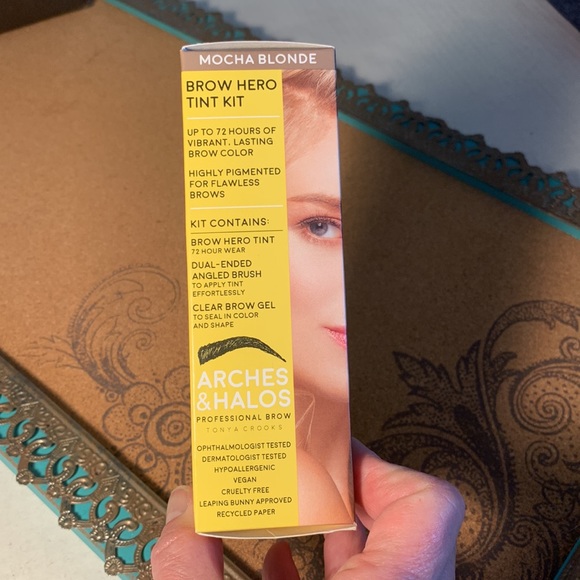 MOCHA BLONDE
BROW HERO
TINT KIT
UP TO 72 HOURS OF
VIBRANT, LASTING
BROW COLOR
HIGHLY PIGMENTED
FOR FLAWLESS
BROWS
KIT CONTAINS:
BROW HERO TINT
72 HOUR WEAR
DUAL-ENDED
ANGLED BRUSH
TO APPLY TINT
EFFORTLESSLY
CLEAR BROW GEL
TO SEAL IN COLOR
AND SHAPE
ARCHES
&HALOS
PROFESSIONAL BROW
TONYA CROOKS
OPHTHALMOLOGIST TESTED
DERMATOLOGIST TESTED
HYPOALLERGENIC
VEGAN
CRUELTY FREE
LEAPING BUNNY APPROVED
RECYCLED PAPER